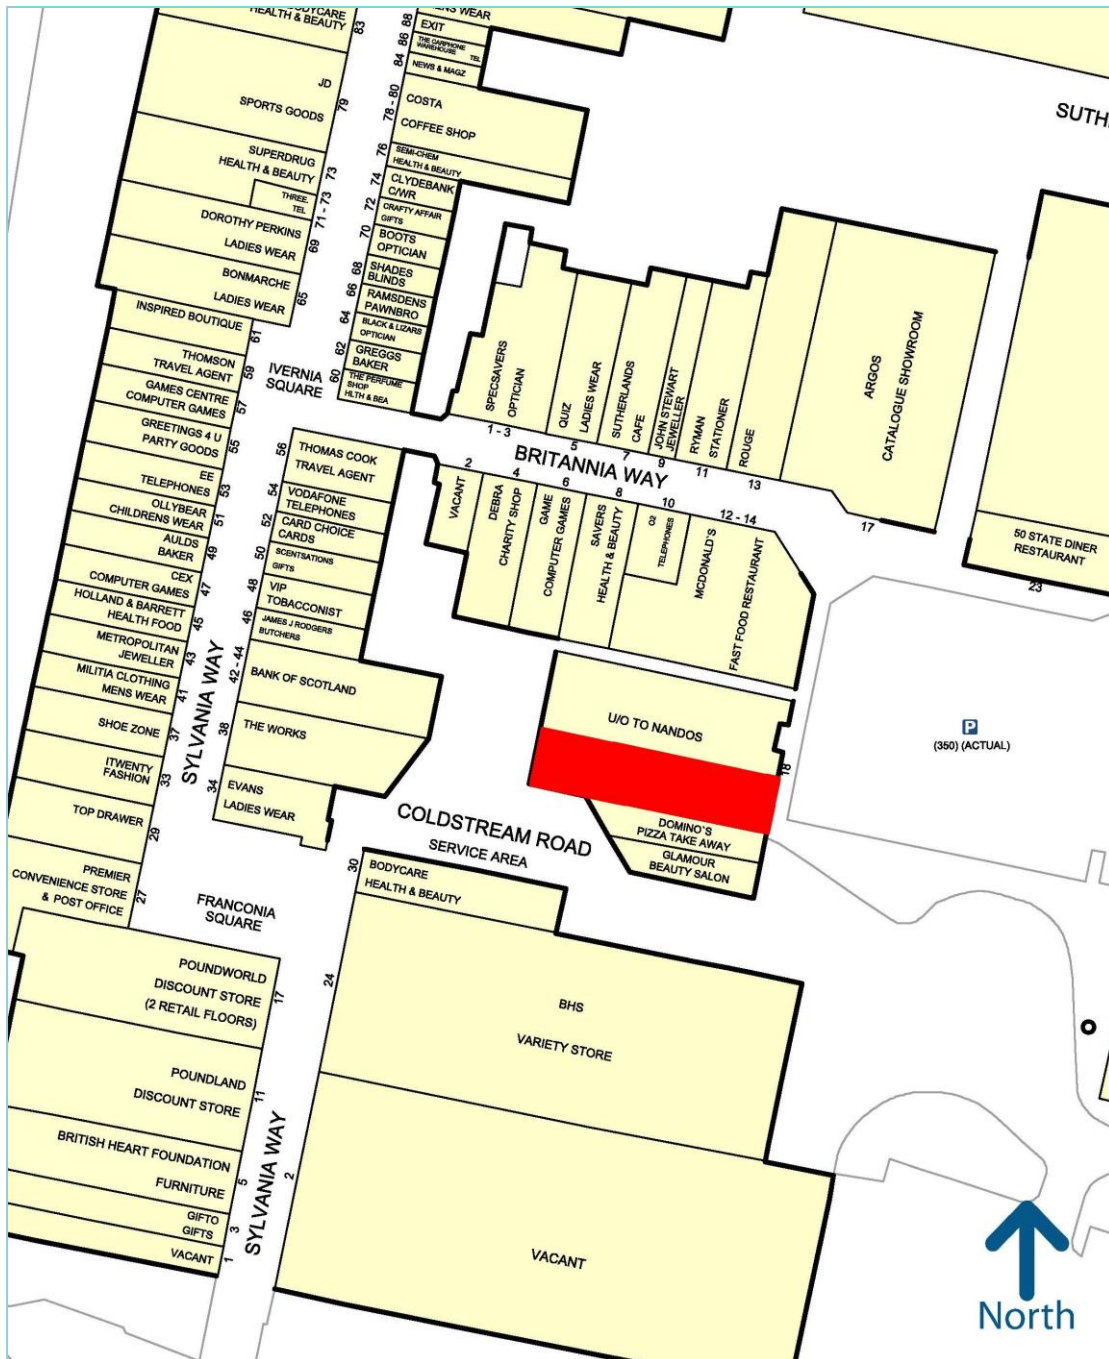 BODYCARE
HEALTH & BEAUTY
83
JD
SPORTS GOODS
79
SUPERDRUG
HEALTH & BEAUTY
73
THREE.
TEL
71 - 73
DOROTHY PERKINS
LADIES WEAR
69
BONMARCHE
LADIES WEAR
65
INSPIRED BOUTIQUE
61
THOMSON
TRAVEL AGENT
59
GAMES CENTRE
COMPUTER GAMES
57
GREETINGS 4 U
PARTY GOODS
55
EE
TELEPHONES
53
OLLYBEAR
CHILDRENS WEAR
51
AULDS
BAKER
49
CEX
COMPUTER GAMES
47
HOLLAND & BARRETT
HEALTH FOOD
45
METROPOLITAN
JEWELLER
43
MILITIA CLOTHING
MENS WEAR
41
SHOE ZONE
37
ITWENTY
FASHION
33
TOP DRAWER
29
PREMIER
CONVENIENCE STORE
& POST OFFICE
27
POUNDWORLD
DISCOUNT STORE
(2 RETAIL FLOORS)
17
POUNDLAND
DISCOUNT STORE
11
BRITISH HEART FOUNDATION
FURNITURE
5
GIFTO
GIFTS
3
VACANT
1
88
EXIT
86
THE CARPHONE
WAREHOUSE TEL
84
NEWS & MAGZ
78 - 80
COSTA
COFFEE SHOP
76
SEMI-CHEM
HEALTH & BEAUTY
74
CLYDEBANK
C/WR
72
CRAFTY AFFAIR
GIFTS
70
BOOTS
OPTICIAN
68
SHADES
BLINDS
66
RAMSDENS
PAWNBRO
64
BLACK & LIZARS
OPTICIAN
62
GREGGS
BAKER
60
THE PERFUME
SHOP
HLTH & BEA
IVERNIA
SQUARE
56
THOMAS COOK
TRAVEL AGENT
54
VODAFONE
TELEPHONES
52
CARD CHOICE
CARDS
50
SCENTSATIONS
GIFTS
48
VIP
TOBACCONIST
46
JAMES J RODGERS
BUTCHERS
42 - 44
BANK OF SCOTLAND
38
THE WORKS
34
EVANS
LADIES WEAR
SYLVANIA WAY
FRANCONIA
SQUARE
SYLVANIA WAY
SPECSAVERS
OPTICIAN
1 - 3
QUIZ
LADIES WEAR
5
SUTHERLANDS
CAFE
7
JOHN STEWART
JEWELLER
9
RYMAN
STATIONER
11
ROUGE
13
ARGOS
CATALOGUE SHOWROOM
17
BRITANNIA WAY
2
VACANT
4
DEBRA
CHARITY SHOP
6
GAME
COMPUTER GAMES
8
SAVERS
HEALTH & BEAUTY
10
O2
TELEPHONES
12 - 14
MCDONALD'S
FAST FOOD RESTAURANT
50 STATE DINER
RESTAURANT
23
U/O TO NANDOS
18
DOMINO'S
PIZZA TAKE AWAY
GLAMOUR
BEAUTY SALON
P
(350) (ACTUAL)
COLDSTREAM ROAD
SERVICE AREA
30
BODYCARE
HEALTH & BEAUTY
24
BHS
VARIETY STORE
2
VACANT
North